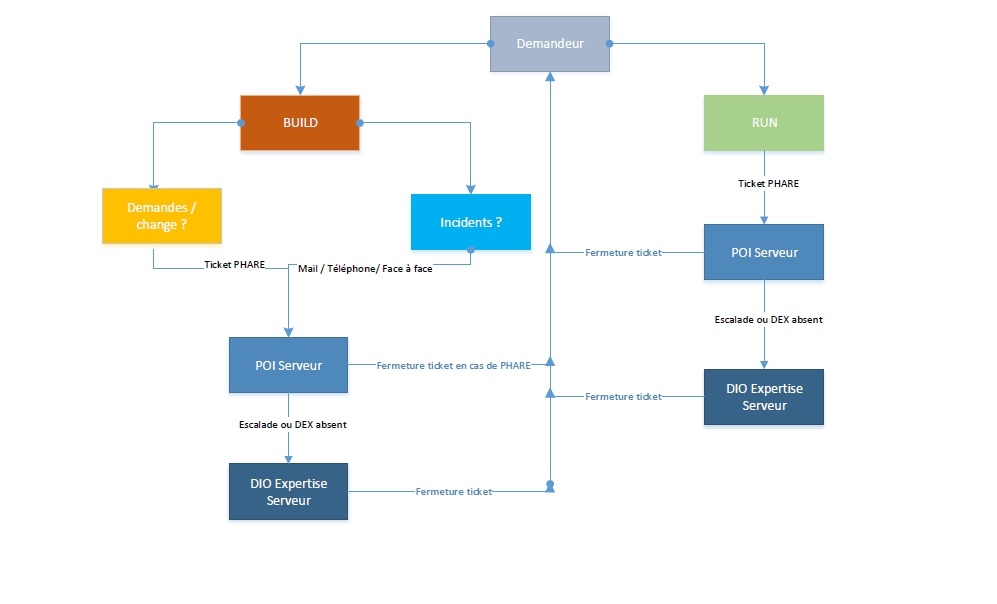 Demandeur
BUILD
RUN
Ticket PHARE
Demandes /
change ?
Incidents ?
POI Serveur
Fermeture ticket
Ticket PHARE
Mail / Téléphone/ Face à face
Escalade ou DEX absent
POI Serveur
Fermeture ticket en cas de PHARE
DIO Expertise
Serveur
Fermeture ticket
Escalade ou DEX absent
DIO Expertise
Serveur
Fermeture ticket